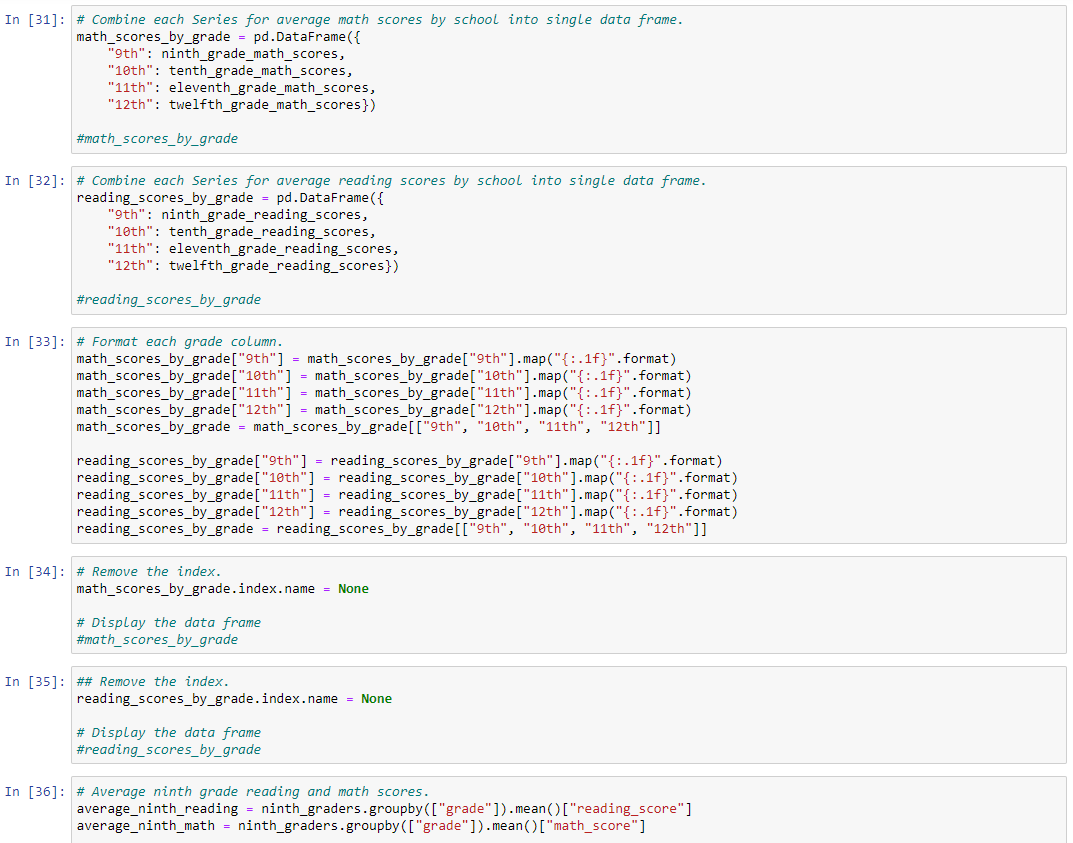 In [31]: # Combine each Series for average math scores by school into single data frame.
math_scores_by_grade = pd.DataFrame({
    "9th": ninth_grade_math_scores,
    "10th": tenth_grade_math_scores,
    "11th": eleventh_grade_math_scores,
    "12th": twelfth_grade_math_scores})

#math_scores_by_grade

In [32]: # Combine each Series for average reading scores by school into single data frame.
reading_scores_by_grade = pd.DataFrame({
    "9th": ninth_grade_reading_scores,
    "10th": tenth_grade_reading_scores,
    "11th": eleventh_grade_reading_scores,
    "12th": twelfth_grade_reading_scores})

#reading_scores_by_grade

In [33]: # Format each grade column.
math_scores_by_grade["9th"] = math_scores_by_grade["9th"].map("{:.1f}".format)
math_scores_by_grade["10th"] = math_scores_by_grade["10th"].map("{:.1f}".format)
math_scores_by_grade["11th"] = math_scores_by_grade["11th"].map("{:.1f}".format)
math_scores_by_grade["12th"] = math_scores_by_grade["12th"].map("{:.1f}".format)
math_scores_by_grade = math_scores_by_grade[["9th", "10th", "11th", "12th"]]

reading_scores_by_grade["9th"] = reading_scores_by_grade["9th"].map("{:.1f}".format)
reading_scores_by_grade["10th"] = reading_scores_by_grade["10th"].map("{:.1f}".format)
reading_scores_by_grade["11th"] = reading_scores_by_grade["11th"].map("{:.1f}".format)
reading_scores_by_grade["12th"] = reading_scores_by_grade["12th"].map("{:.1f}".format)
reading_scores_by_grade = reading_scores_by_grade[["9th", "10th", "11th", "12th"]]

In [34]: # Remove the index.
math_scores_by_grade.index.name = None

# Display the data frame
#math_scores_by_grade

In [35]: ## Remove the index.
reading_scores_by_grade.index.name = None

# Display the data frame
#reading_scores_by_grade

In [36]: # Average ninth grade reading and math scores.
average_ninth_reading = ninth_graders.groupby(["grade"]).mean()["reading_score"]
average_ninth_math = ninth_graders.groupby(["grade"]).mean()["math_score"]